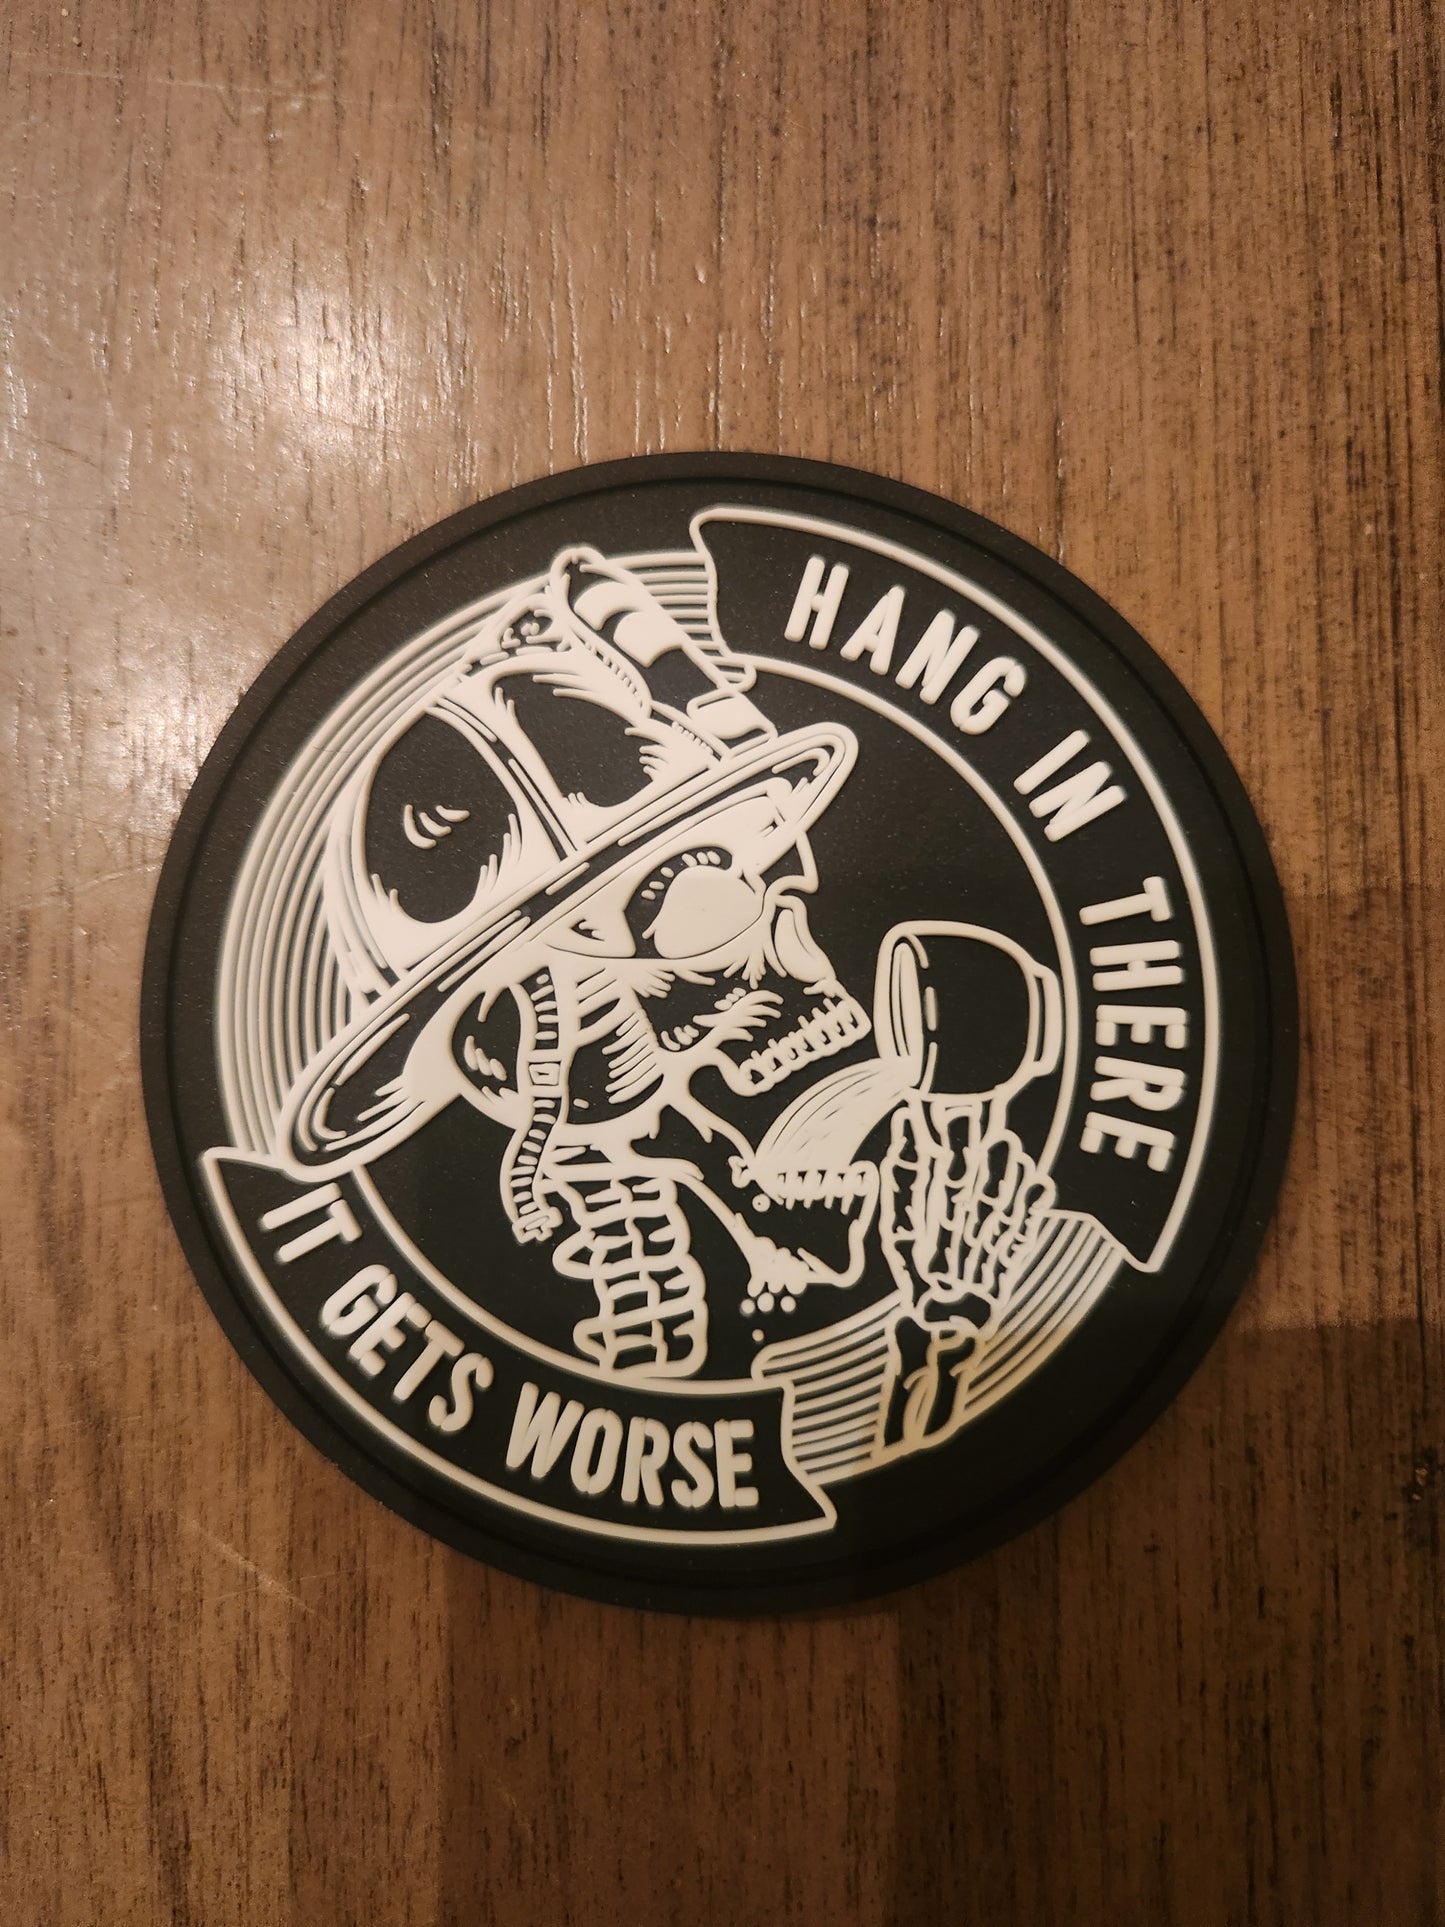 HANG IN THERE
IT GETS WORSE